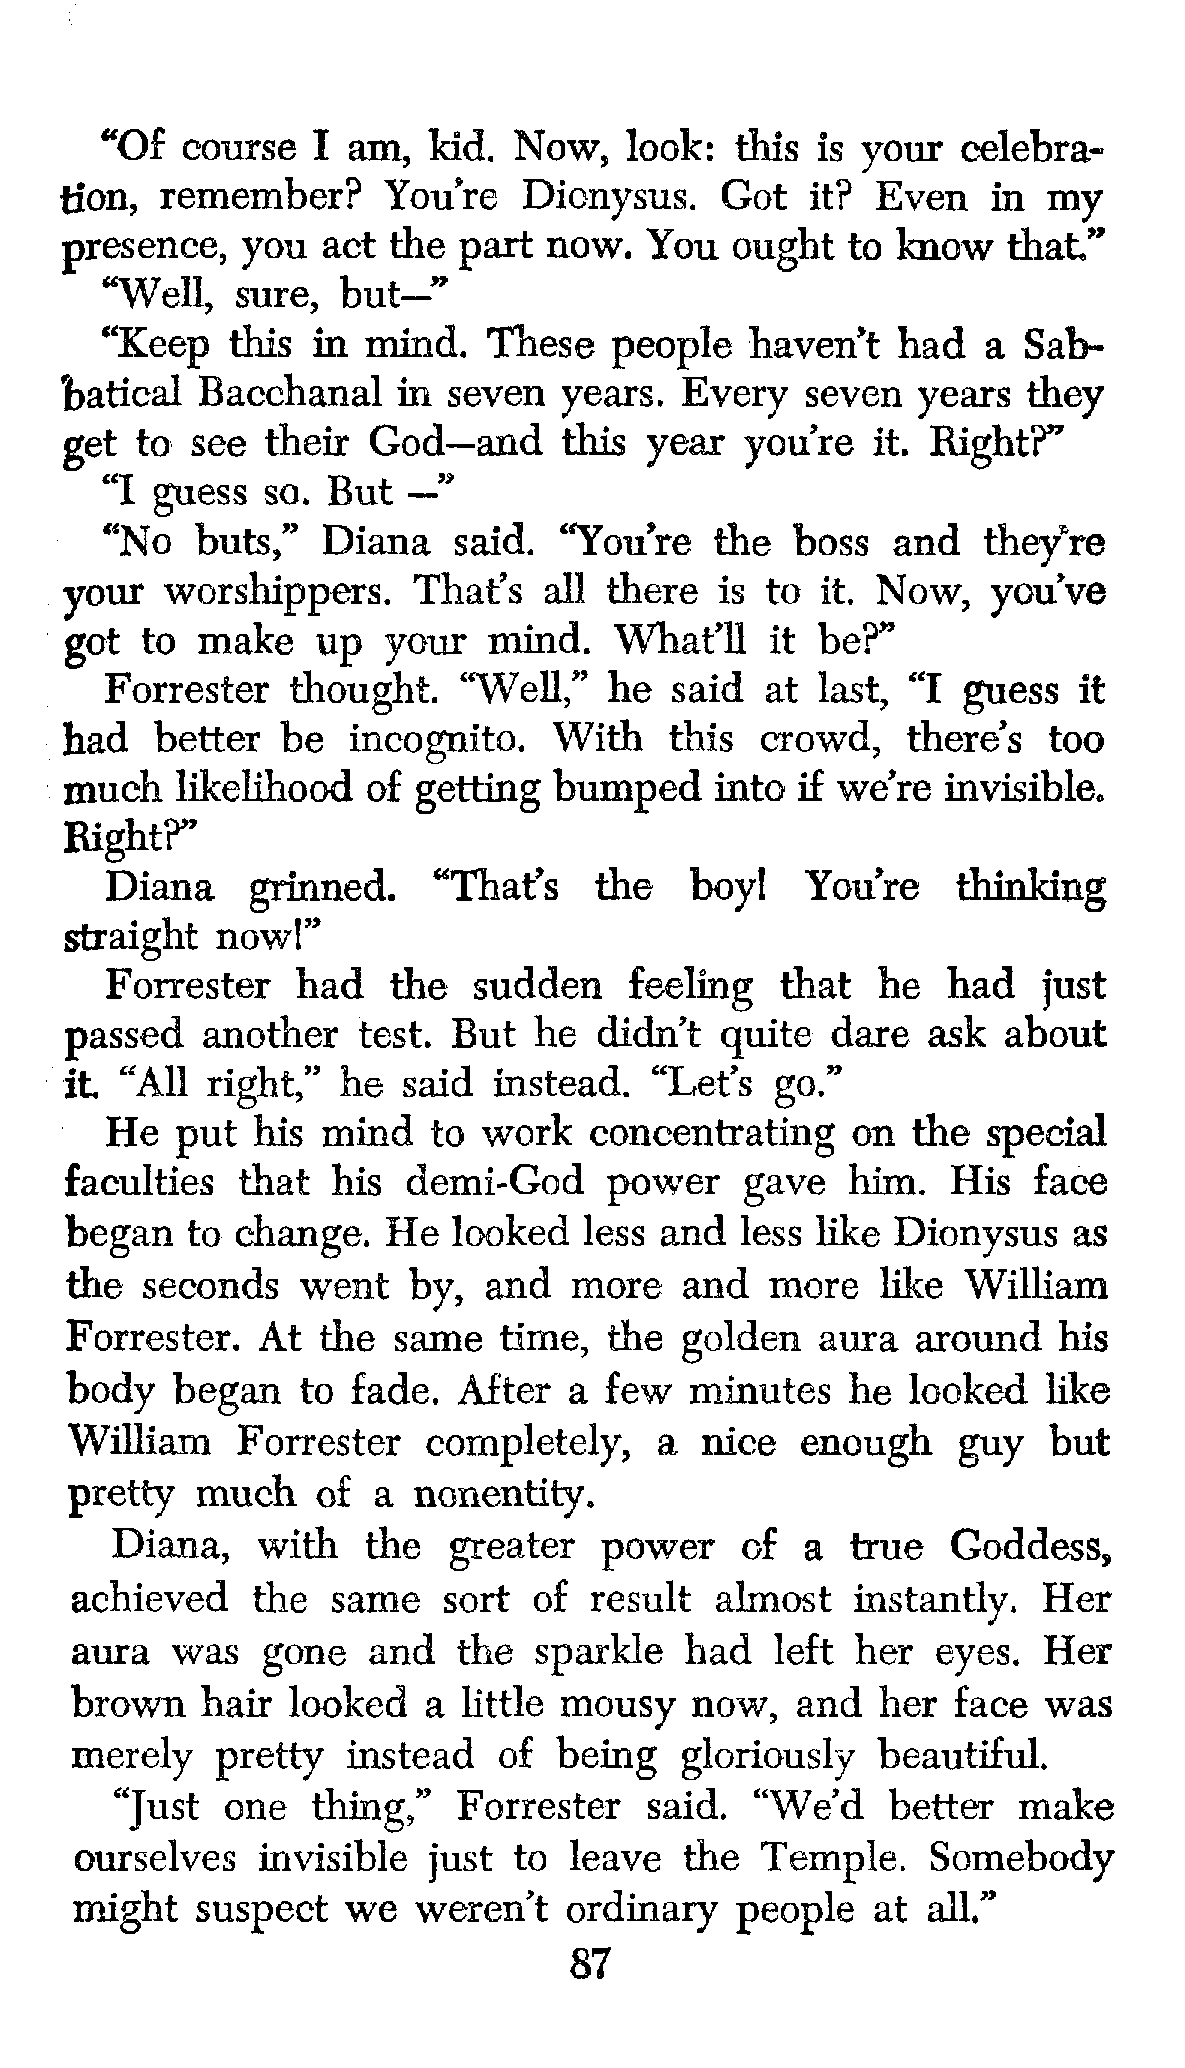 “Of course I am, kid. Now, look: this is your celebra-
tion, remember? You’re Dionysus. Got it? Even in my
presence, you act the part now. You ought to know that.”
“Well, sure, but—”
“Keep this in mind. These people haven’t had a Sab-
batical Bacchanal in seven years. Every seven years they
get to see their God—and this year you’re it. Right?”
“I guess so. But —”
“No buts,” Diana said. “You’re the boss and they’re
your worshippers. That’s all there is to it. Now, you’ve
got to make up your mind. What’ll it be?”
Forrester thought. “Well,” he said at last, “I guess it
had better be incognito. With this crowd, there’s too
much likelihood of getting bumped into if we’re invisible.
Right?”
Diana grinned. “That’s the boy! You’re thinking
straight now!”
Forrester had the sudden feeling that he had just
passed another test. But he didn’t quite dare ask about
it. “All right,” he said instead. “Let’s go.”
He put his mind to work concentrating on the special
faculties that his demi-God power gave him. His face
began to change. He looked less and less like Dionysus as
the seconds went by, and more and more like William
Forrester. At the same time, the golden aura around his
body began to fade. After a few minutes he looked like
William Forrester completely, a nice enough guy but
pretty much of a nonentity.
Diana, with the greater power of a true Goddess,
achieved the same sort of result almost instantly. Her
aura was gone and the sparkle had left her eyes. Her
brown hair looked a little mousy now, and her face was
merely pretty instead of being gloriously beautiful.
“Just one thing,” Forrester said. “We’d better make
ourselves invisible just to leave the Temple. Somebody
might suspect we weren’t ordinary people at all.”
87